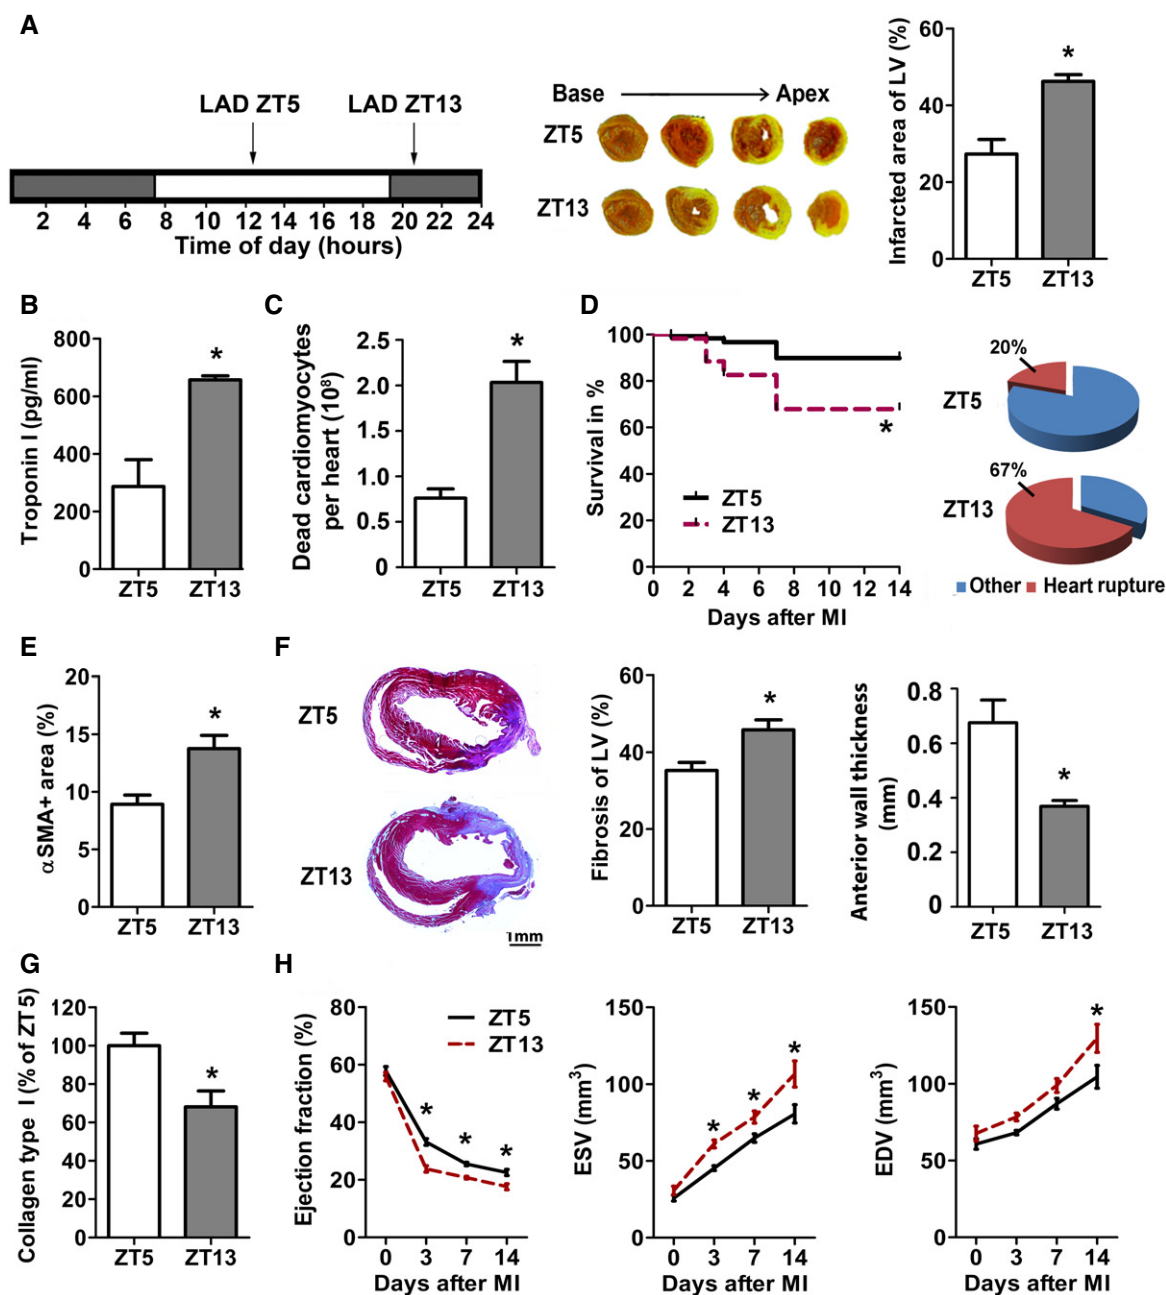 A
LAD ZT5 LAD ZT13
2 4 6 8 10 12 14 16 18 20 22 24
Time of day (hours)
Base Apex
ZT5
ZT13
Infarcted area of LV (%)
60
40
20
0
*
ZT5 ZT13
B
Troponin I (pg/ml)
800
600
400
200
0
*
ZT5 ZT13
C
Dead cardiomyocytes
per heart (10⁸)
2.5
2.0
1.5
1.0
0.5
0
*
ZT5 ZT13
D
Survival in %
100
80
60
40
20
0
*
ZT5
ZT13
0 2 4 6 8 10 12 14
Days after MI
20%
ZT5
67%
ZT13
Other Heart rupture
E
αSMA+ area (%)
20
15
10
5
0
*
ZT5 ZT13
F
ZT5
ZT13
1mm
Fibrosis of LV (%)
60
40
20
0
*
ZT5 ZT13
Anterior wall thickness
(mm)
0.8
0.6
0.4
0.2
0
*
ZT5 ZT13
G
Collagen type I (% of ZT5)
120
100
80
60
40
20
0
*
ZT5 ZT13
H
Ejection fraction (%)
80
60
40
20
0
ZT5
ZT13
* * *
0 3 7 14
Days after MI
ESV (mm³)
150
100
50
0
* * *
0 3 7 14
Days after MI
EDV (mm³)
150
100
50
0
*
0 3 7 14
Days after MI